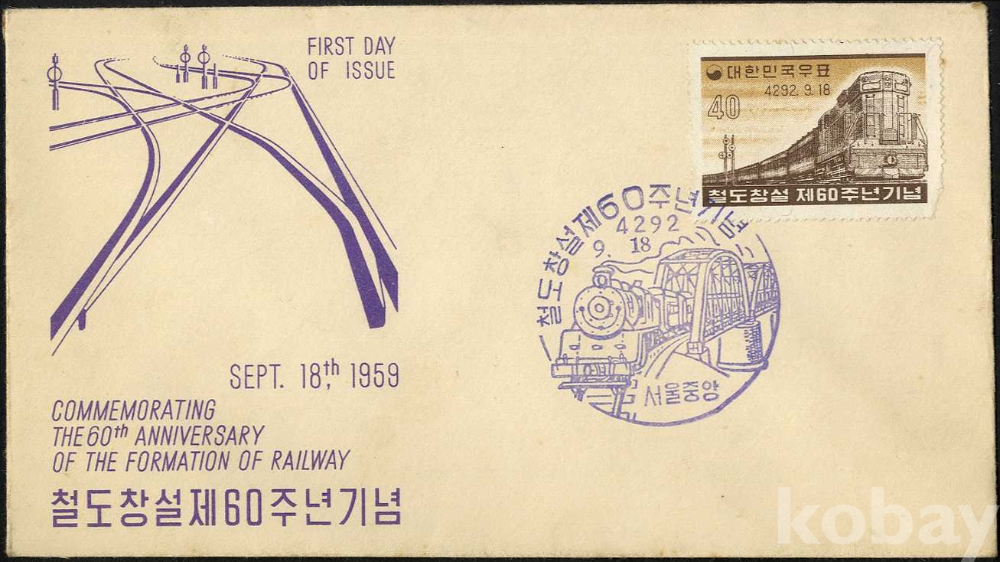 FIRST DAY
OF ISSUE
대한민국우표
4292. 9. 18
40
철도창설 제60주년기념
철도창설제60주년기념
4292
9. 18
서울중앙
SEPT. 18,th 1959
COMMEMORATING
THE 60th ANNIVERSARY
OF THE FORMATION OF RAILWAY
철도창설제60주년기념
kobay